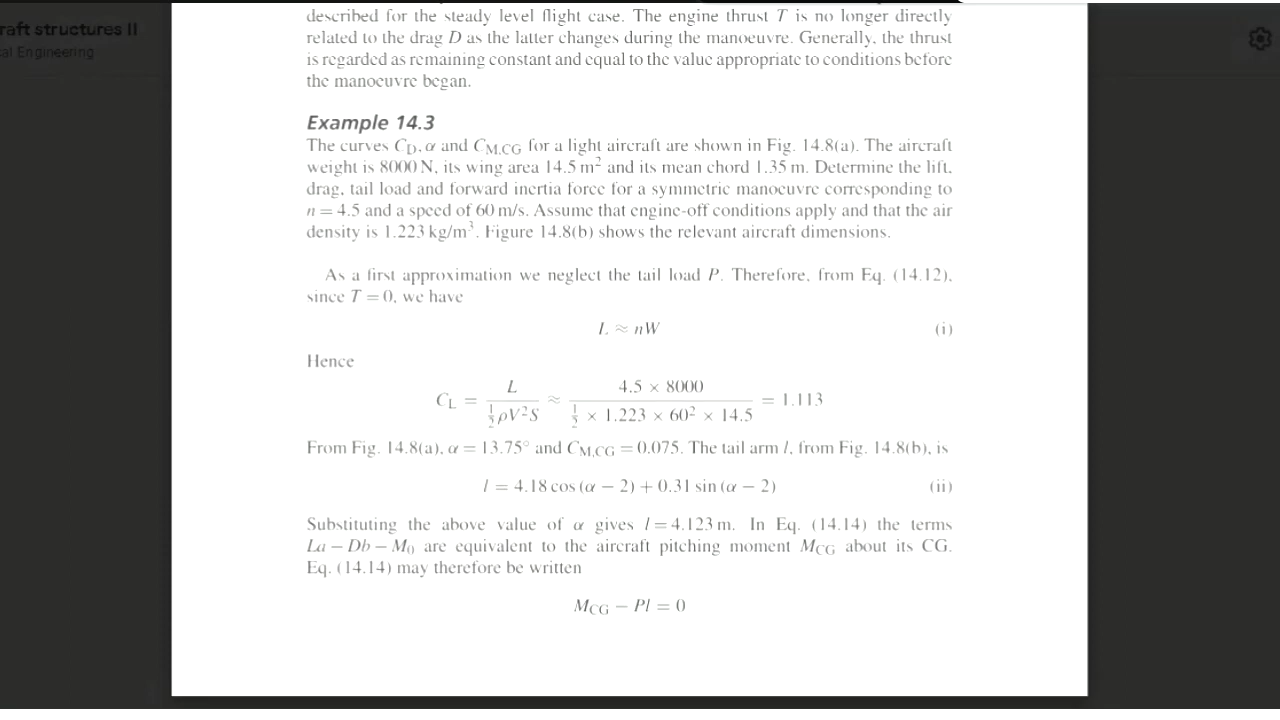 raft structures II
al Engineering
described for the steady level flight case. The engine thrust T is no longer directly
related to the drag D as the latter changes during the manoeuvre. Generally, the thrust
is regarded as remaining constant and equal to the value appropriate to conditions before
the manoeuvre began.
Example 14.3
The curves C_D, α and C_M,CG for a light aircraft are shown in Fig. 14.8(a). The aircraft
weight is 8000 N, its wing area 14.5 m² and its mean chord 1.35 m. Determine the lift,
drag, tail load and forward inertia force for a symmetric manoeuvre corresponding to
n = 4.5 and a speed of 60 m/s. Assume that engine-off conditions apply and that the air
density is 1.223 kg/m³. Figure 14.8(b) shows the relevant aircraft dimensions.
As a first approximation we neglect the tail load P. Therefore, from Eq. (14.12),
since T = 0, we have
L ≈ nW (i)
Hence
C_L = L / (½ρV²S) ≈ (4.5 × 8000) / (½ × 1.223 × 60² × 14.5) = 1.113
From Fig. 14.8(a), α = 13.75° and C_M,CG = 0.075. The tail arm l, from Fig. 14.8(b), is
l = 4.18 cos (α − 2) + 0.31 sin (α − 2) (ii)
Substituting the above value of α gives l = 4.123 m. In Eq. (14.14) the terms
La − Db − M₀ are equivalent to the aircraft pitching moment M_CG about its CG.
Eq. (14.14) may therefore be written
M_CG − Pl = 0